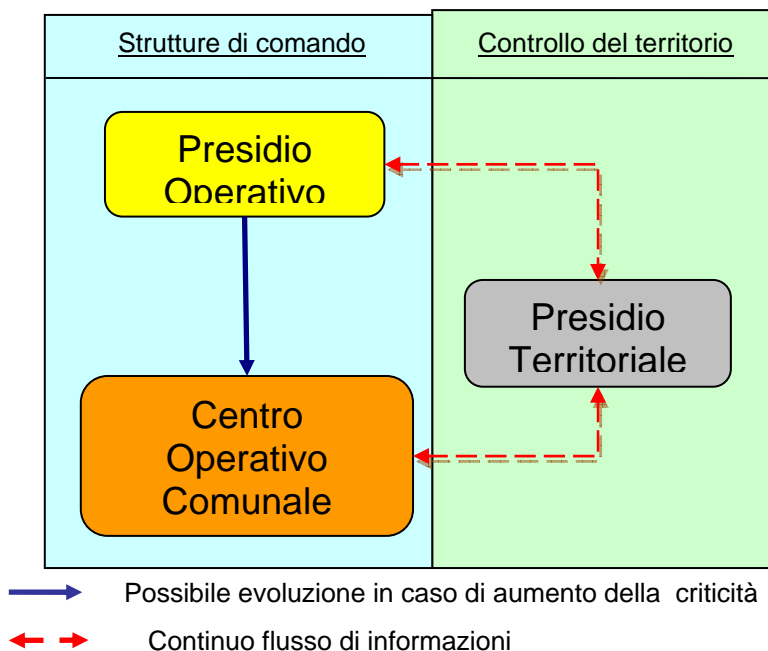 Strutture di comando
Controllo del territorio
Presidio
Operativo
Presidio
Territoriale
Centro
Operativo
Comunale
Possibile evoluzione in caso di aumento della criticità
Continuo flusso di informazioni